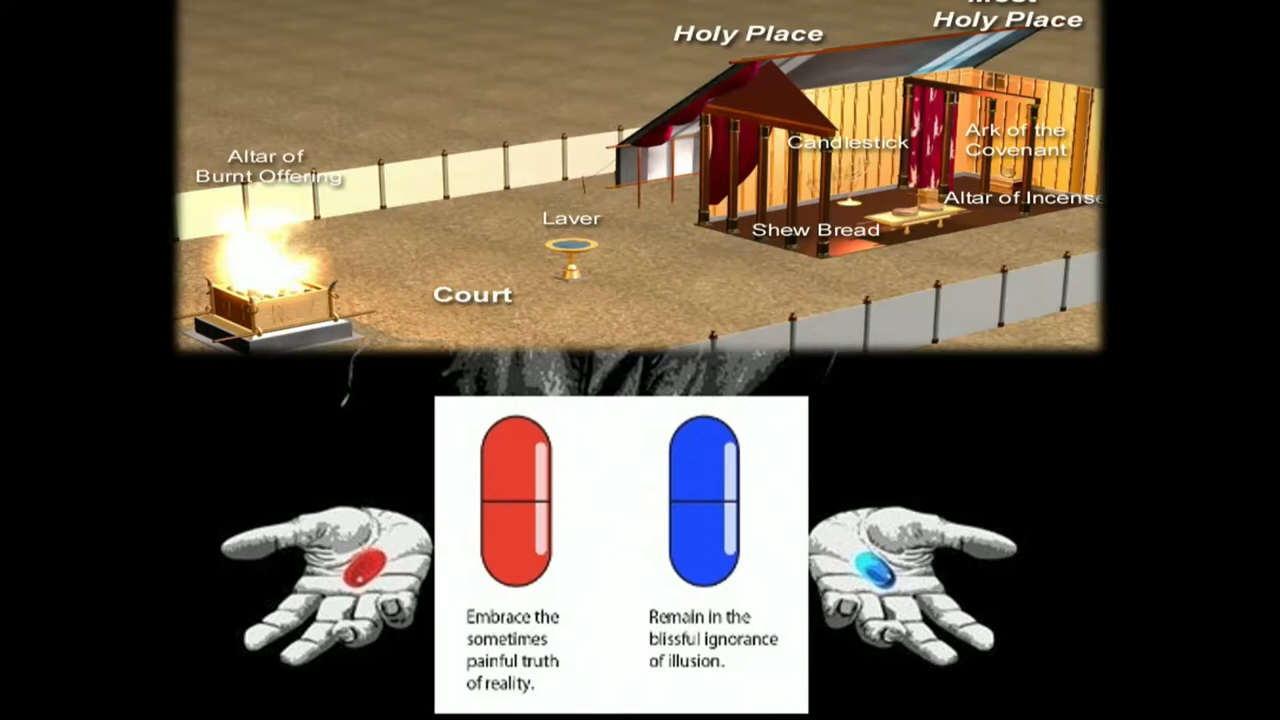 Most
Holy Place
Holy Place
Candlestick
Ark of the
Covenant
Altar of
Burnt Offering
Altar of Incense
Laver
Shew Bread
Court
Embrace the
sometimes
painful truth
of reality.
Remain in the
blissful ignorance
of illusion.